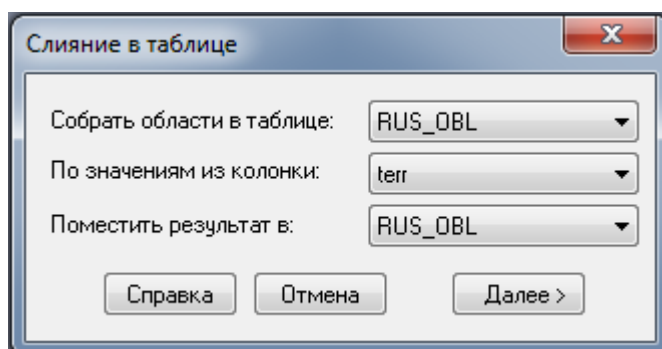 Слияние в таблице
Собрать области в таблице: RUS_OBL
По значениям из колонки: terr
Поместить результат в: RUS_OBL
Справка Отмена Далее >